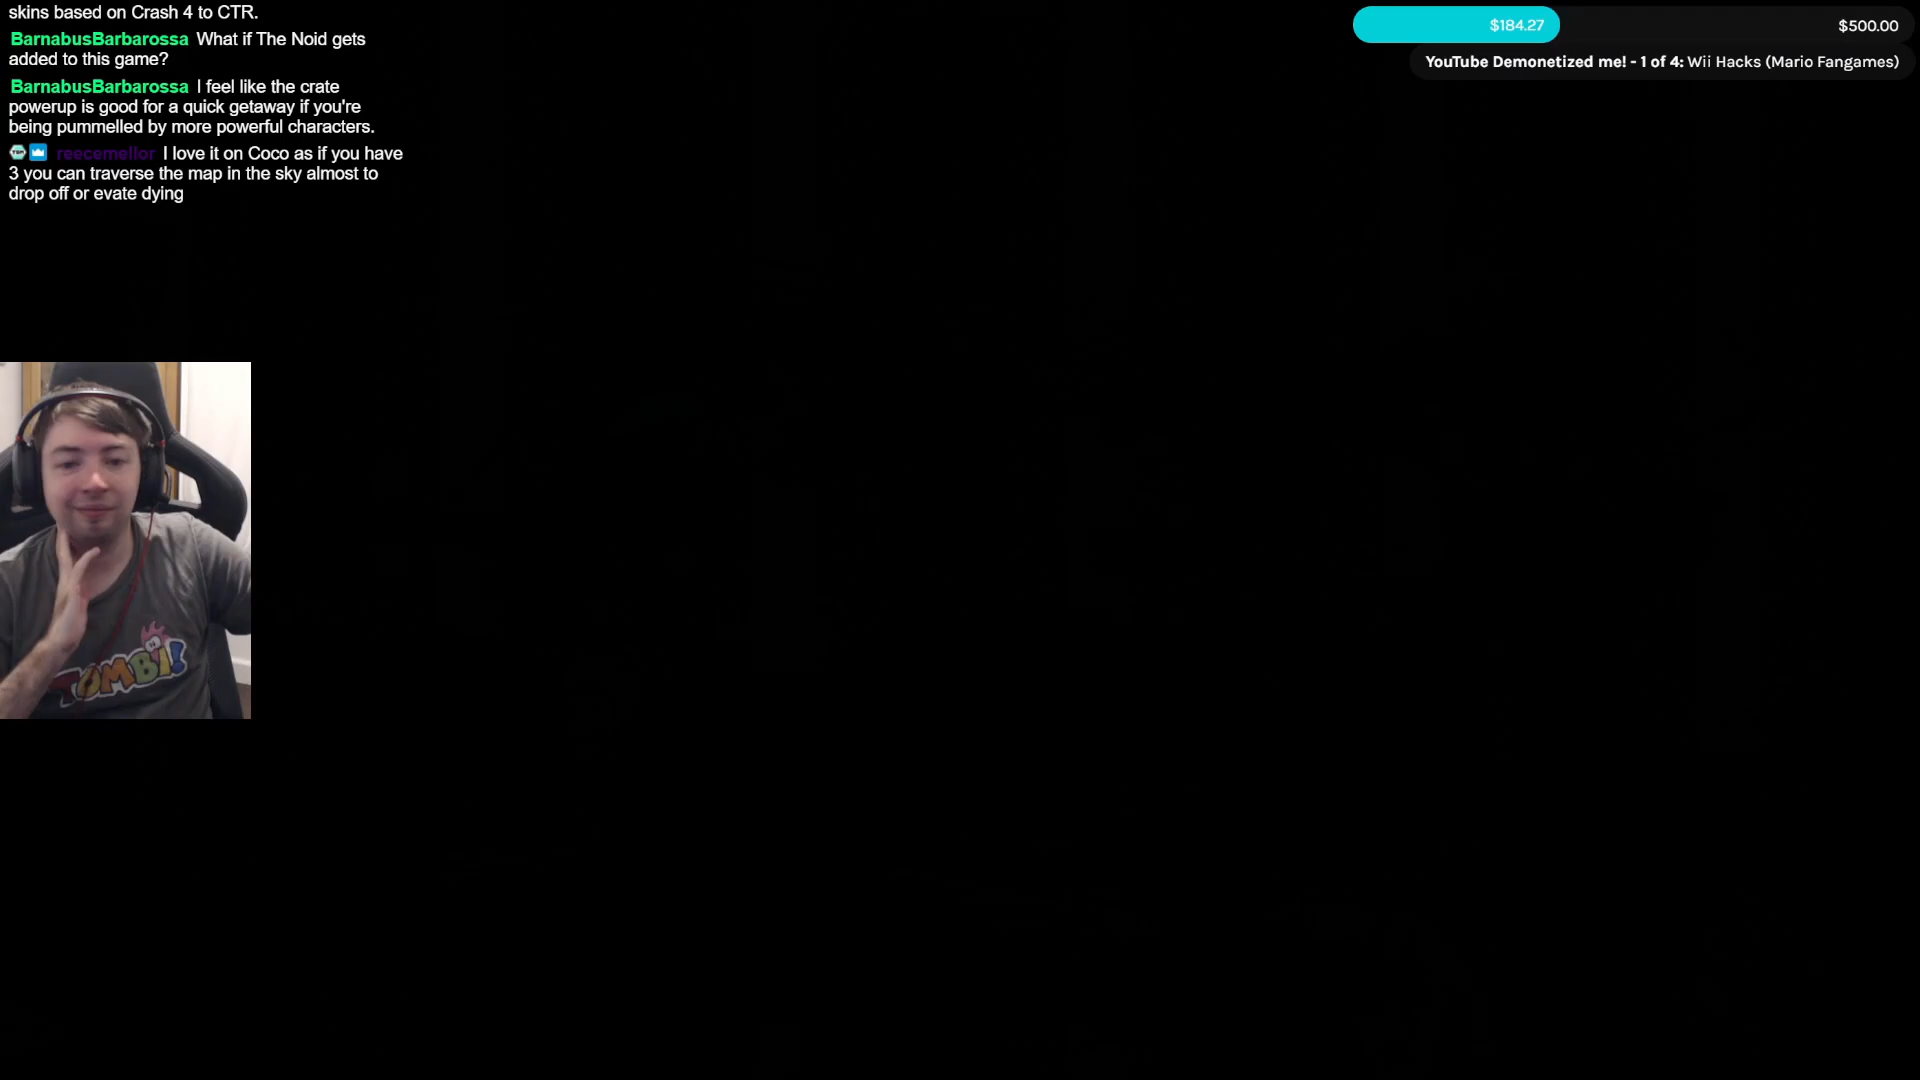 skins based on Crash 4 to CTR.
BarnabusBarbarossa What if The Noid gets
added to this game?
BarnabusBarbarossa I feel like the crate
powerup is good for a quick getaway if you're
being pummelled by more powerful characters.
reecemellor I love it on Coco as if you have
3 you can traverse the map in the sky almost to
drop off or evate dying
$184.27
$500.00
YouTube Demonetized me! - 1 of 4: Wii Hacks (Mario Fangames)
TOMBi!